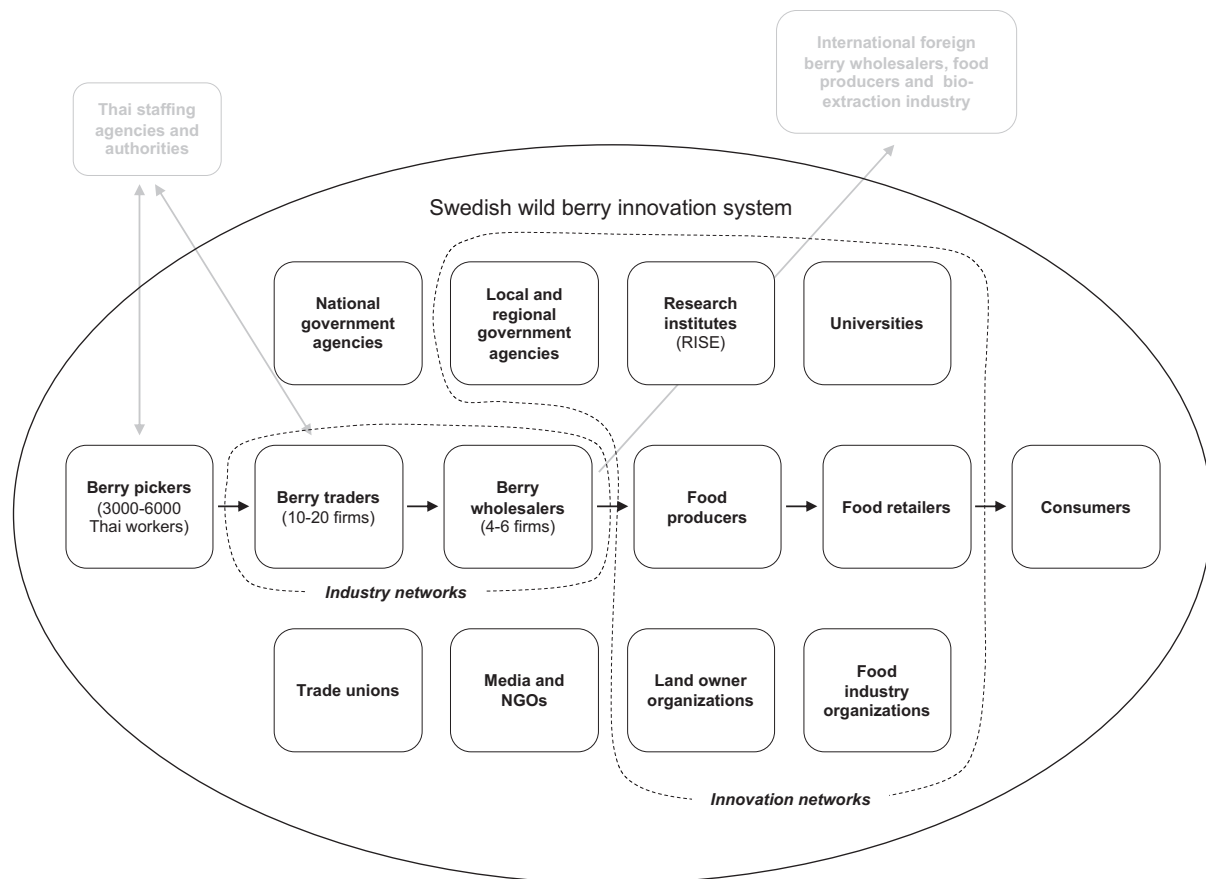 International foreign
berry wholesalers, food
producers and bio-
extraction industry
Thai staffing
agencies and
authorities
Swedish wild berry innovation system
National
government
agencies
Local and
regional
government
agencies
Research
institutes
(RISE)
Universities
Berry pickers
(3000-6000
Thai workers)
Berry traders
(10-20 firms)
Berry
wholesalers
(4-6 firms)
Food
producers
Food retailers
Consumers
Industry networks
Trade unions
Media and
NGOs
Land owner
organizations
Food
industry
organizations
Innovation networks